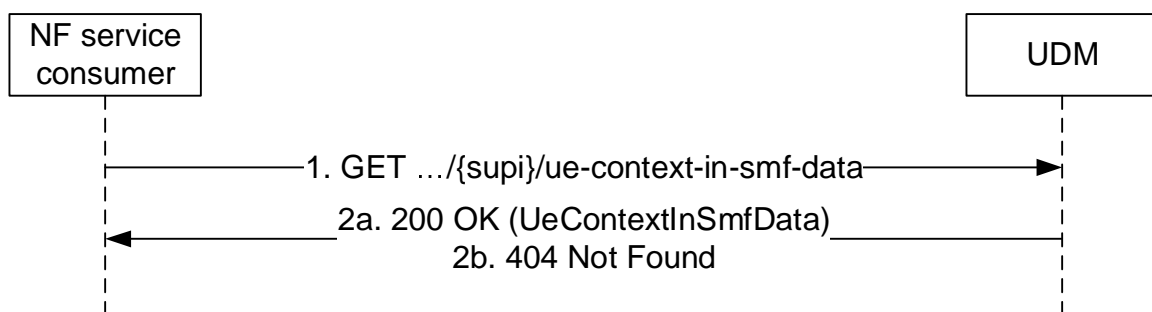 NF service
consumer
UDM
1. GET …/{supi}/ue-context-in-smf-data
2a. 200 OK (UeContextInSmfData)
2b. 404 Not Found